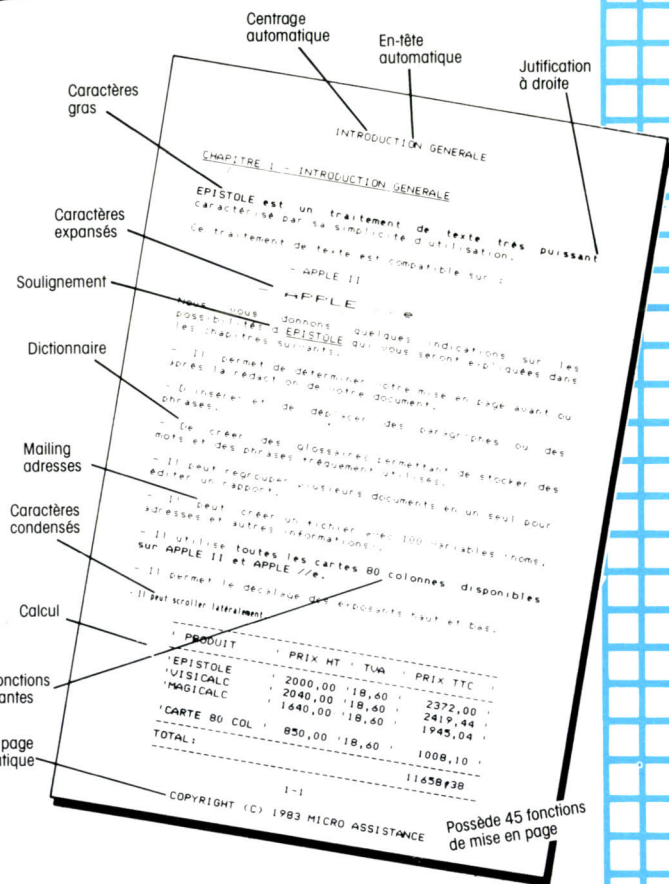 Centrage
automatique
En-tête
automatique
Jutification
à droite
Caractères
gras
Caractères
expansés
Soulignement
Dictionnaire
Mailing
adresses
Caractères
condensés
Calcul
onctions
antes
page
tique
INTRODUCTION GENERALE
CHAPITRE 1 - INTRODUCTION GENERALE
EPISTOLE est un traitement de texte très puissant
caractérisé par sa simplicité d'utilisation.
Ce traitement de texte est compatible sur :
- APPLE II
- APPLE e
Nous vous donnons quelques indications sur les
possibilités d'EPISTOLE qui vous seront expliquées dans
les chapitres suivants.
- Il permet de déterminer votre mise en page avant ou
après la rédaction de votre document.
- D'insérer et de déplacer des paragraphes ou des
phrases.
- De créer des glossaires permettant de stocker des
mots et des phrases fréquemment utilisés.
- Il peut regrouper plusieurs documents en un seul pour
éditer un rapport.
- Il peut créer un fichier avec 100 variables (noms,
adresses et autres informations).
- Il utilise toutes les cartes 80 colonnes disponibles
sur APPLE II et APPLE //e.
- Il permet le décalage des exposants haut et bas.
- Il peut scroller latéralement
PRODUIT PRIX HT TVA PRIX TTC
EPISTOLE 2000,00 18,60 2372,00
VISICALC 2040,00 18,60 2419,44
MAGICALC 1640,00 18,60 1945,04
CARTE 80 COL 850,00 18,60 1008,10
TOTAL: 11658,38
1-1
COPYRIGHT (C) 1983 MICRO ASSISTANCE
Possède 45 fonctions
de mise en page